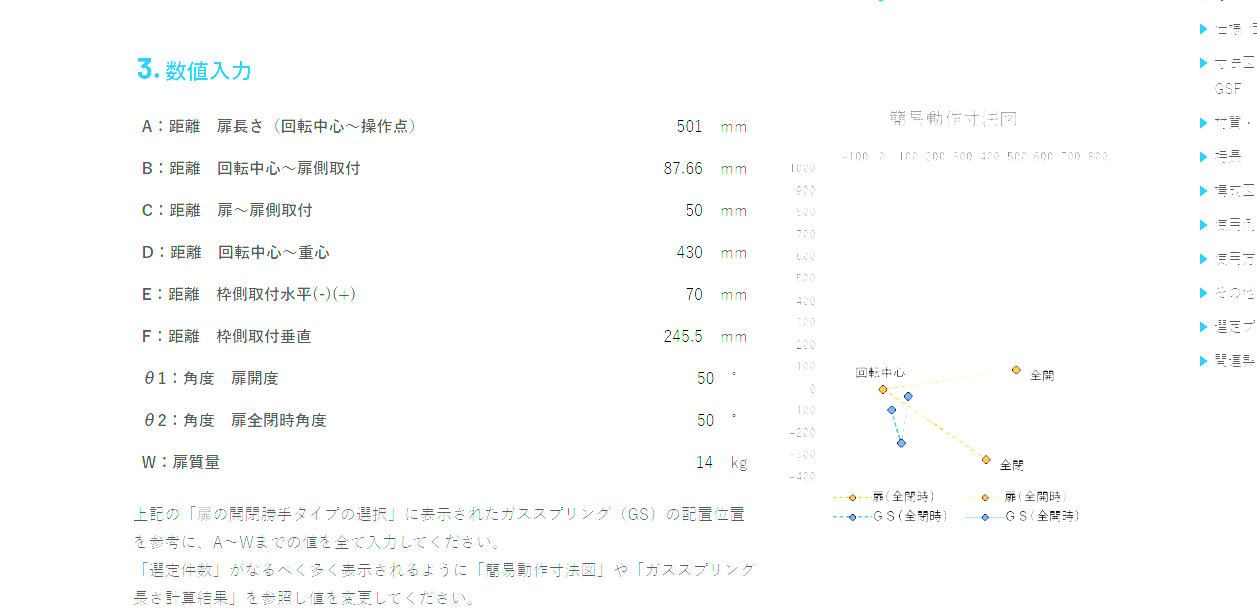 3. 数値入力
A：距離　扉長さ（回転中心～操作点） 501 mm
B：距離　回転中心～扉側取付 87.66 mm
C：距離　扉～扉側取付 50 mm
D：距離　回転中心～重心 430 mm
E：距離　枠側取付水平(-)(+) 70 mm
F：距離　枠側取付垂直 245.5 mm
θ1：角度　扉開度 50 °
θ2：角度　扉全閉時角度 50 °
W：扉質量 14 kg
上記の「扉の開閉勝手タイプの選択」に表示されたガススプリング（GS）の配置位置
を参考に、A～Wまでの値を全て入力してください。
「選定件数」がなるべく多く表示されるように「簡易動作寸法図」や「ガススプリング
長さ計算結果」を参照し値を変更してください。
簡易動作寸法図
-100 0 100 200 300 400 500 600 700 800
1000
900
800
700
600
500
400
300
200
100
0
-100
-200
-300
-400
回転中心
全開
全閉
扉(全閉時) 扉(全開時)
GS(全閉時) GS(全開時)
GSF
材質・
特長
構成図
使用例
使用方
その他
選定プ